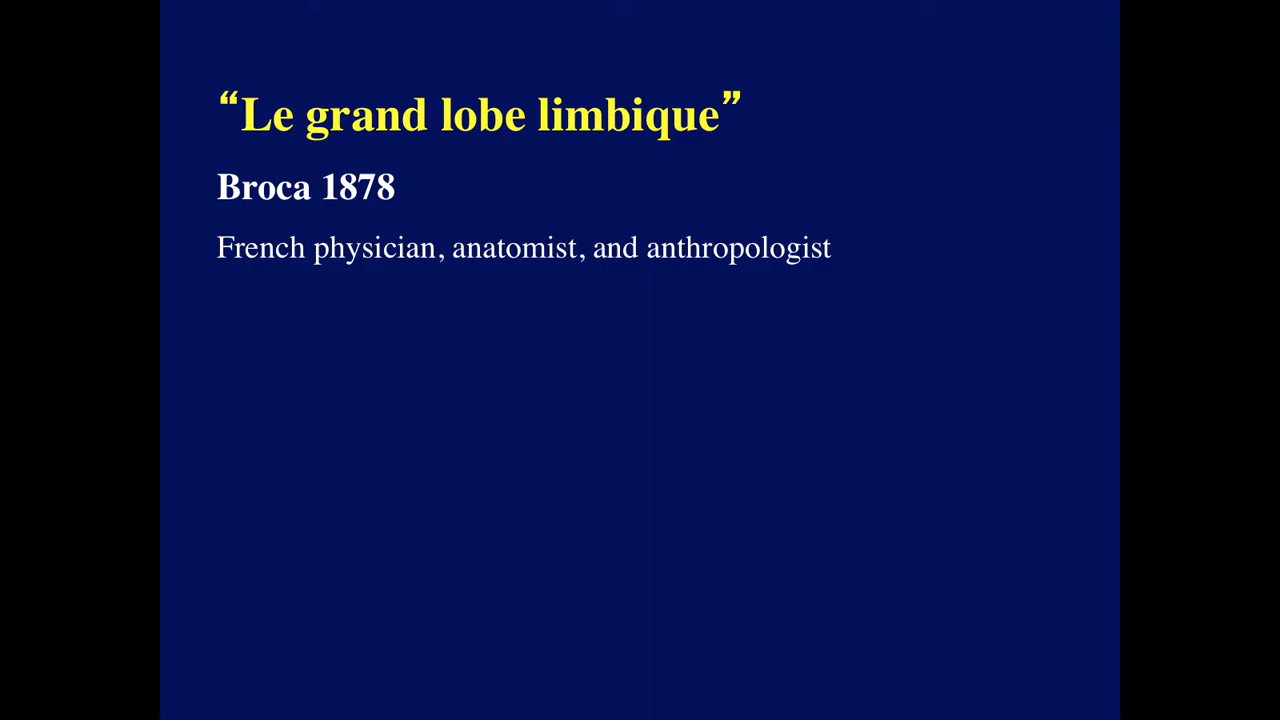 “Le grand lobe limbique”
Broca 1878
French physician, anatomist, and anthropologist